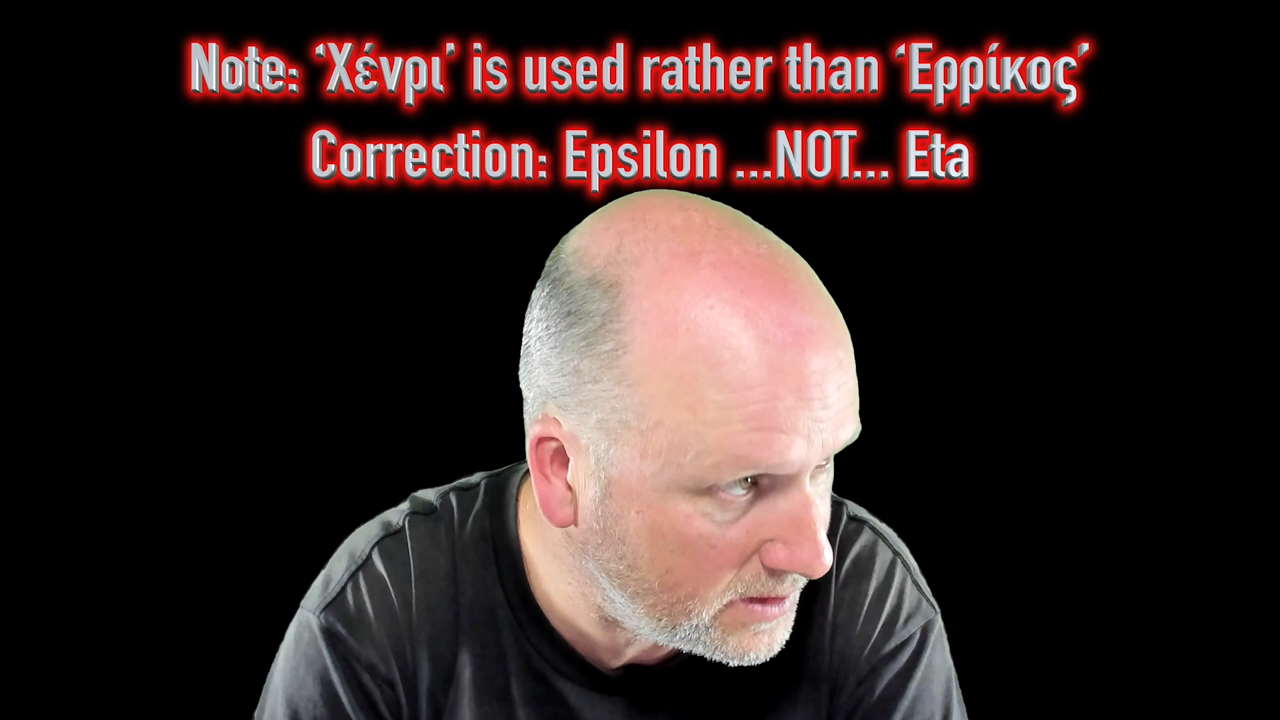 Note: ‘Χένρι’ is used rather than ‘Ερρίκος’
Correction: Epsilon ...NOT... Eta